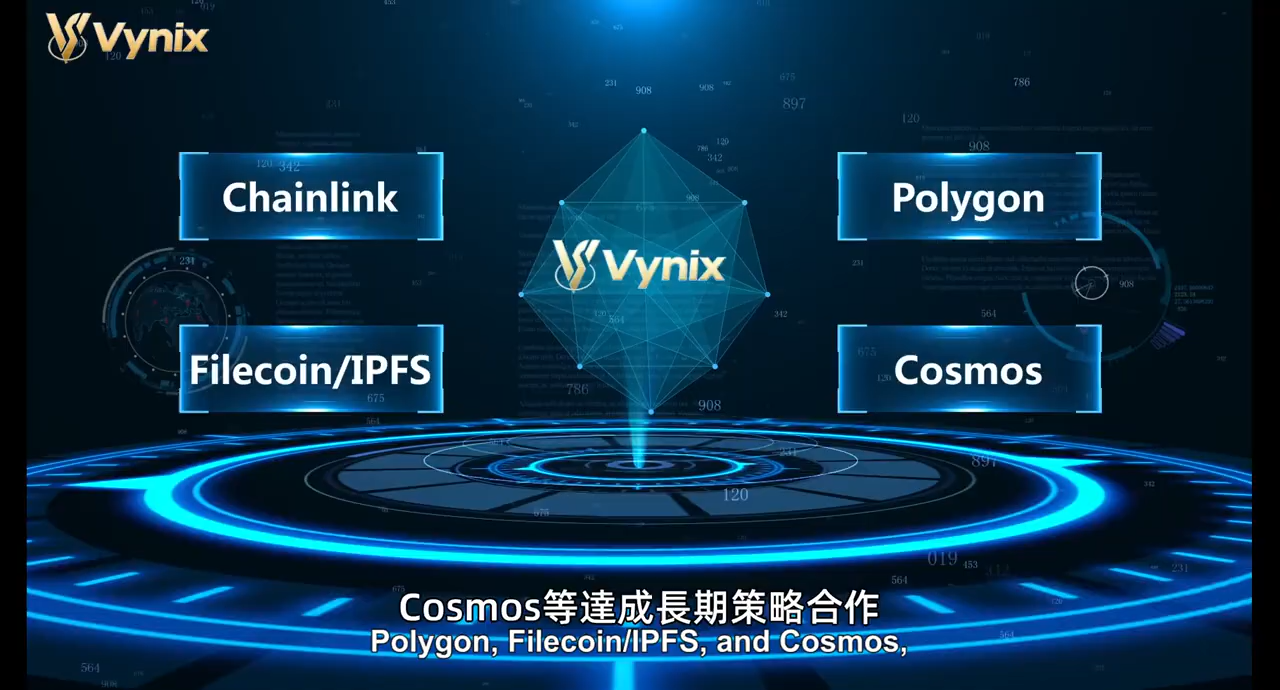 Vynix
Chainlink
Polygon
Vynix
Filecoin/IPFS
Cosmos
Cosmos等達成長期策略合作
Polygon, Filecoin/IPFS, and Cosmos,